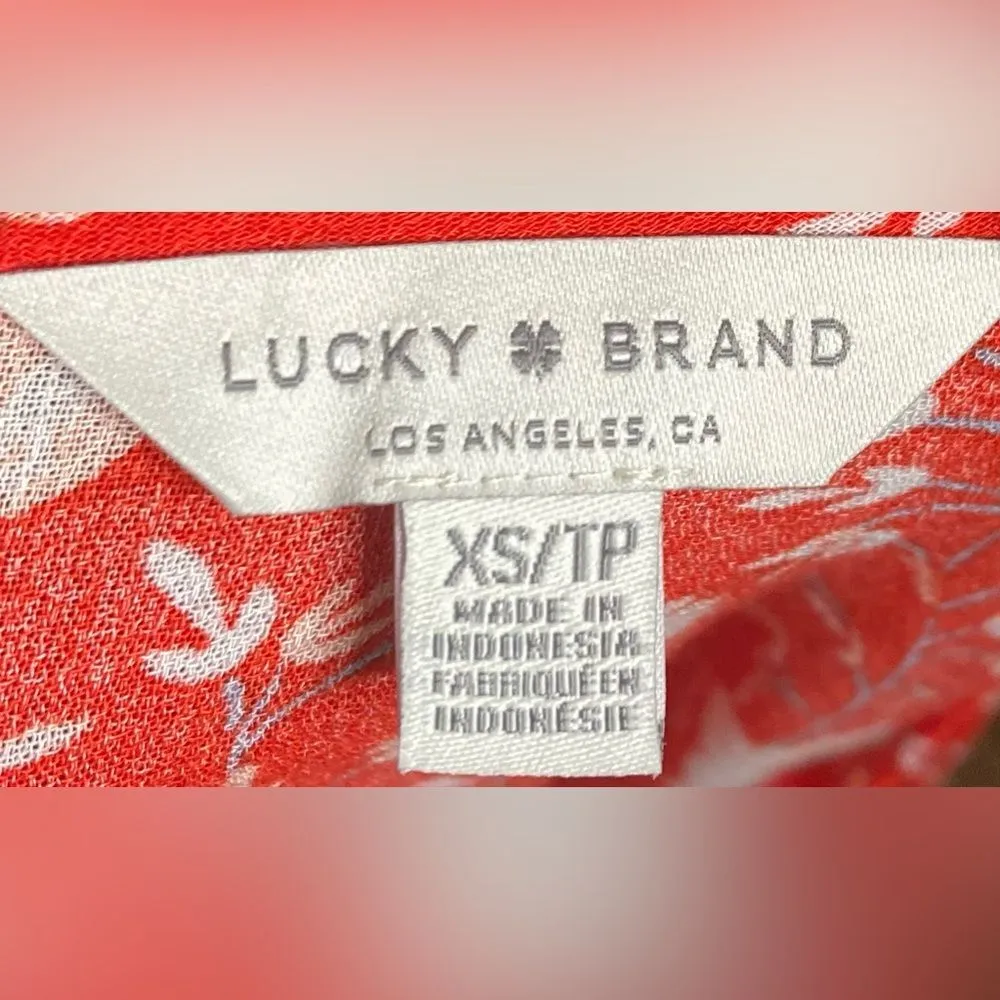 LUCKY BRAND
LOS ANGELES, CA
XS/TP
MADE IN
INDONESIA
FABRIQUÉ EN
INDONÉSIE